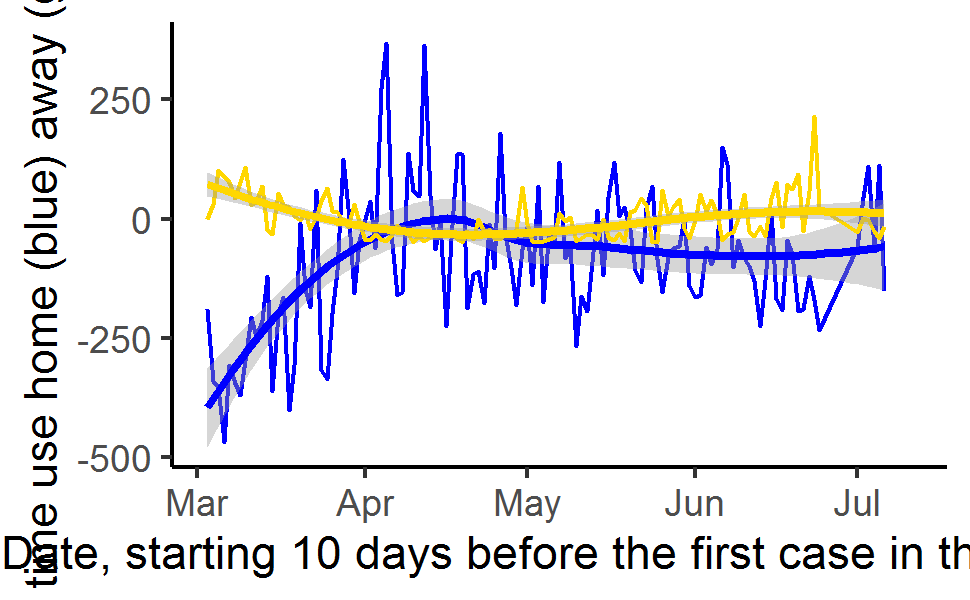 time use home (blue) away (
250
0
-250
-500
Mar Apr May Jun Jul
Date, starting 10 days before the first case in th